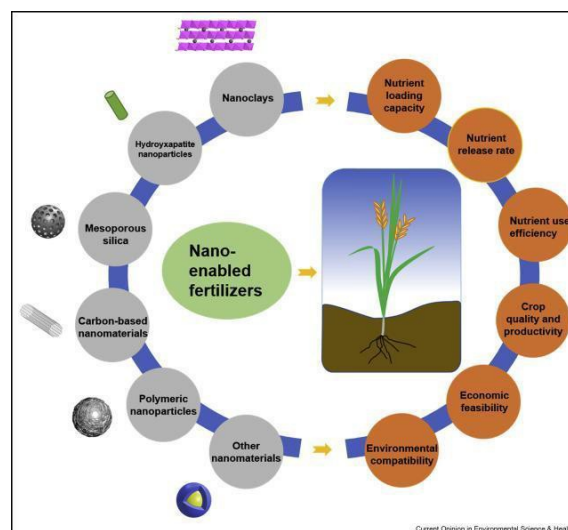 Nanoclays
Hydroyxapatite
nanoparticles
Mesoporous
silica
Carbon-based
nanomaterials
Polymeric
nanoparticles
Other
nanomaterials
Nano-
enabled
fertilizers
Nutrient
loading
capacity
Nutrient
release rate
Nutrient use
efficiency
Crop
quality and
productivity
Economic
feasibility
Environmental
compatibility
Current Opinion in Environmental Science & Heal